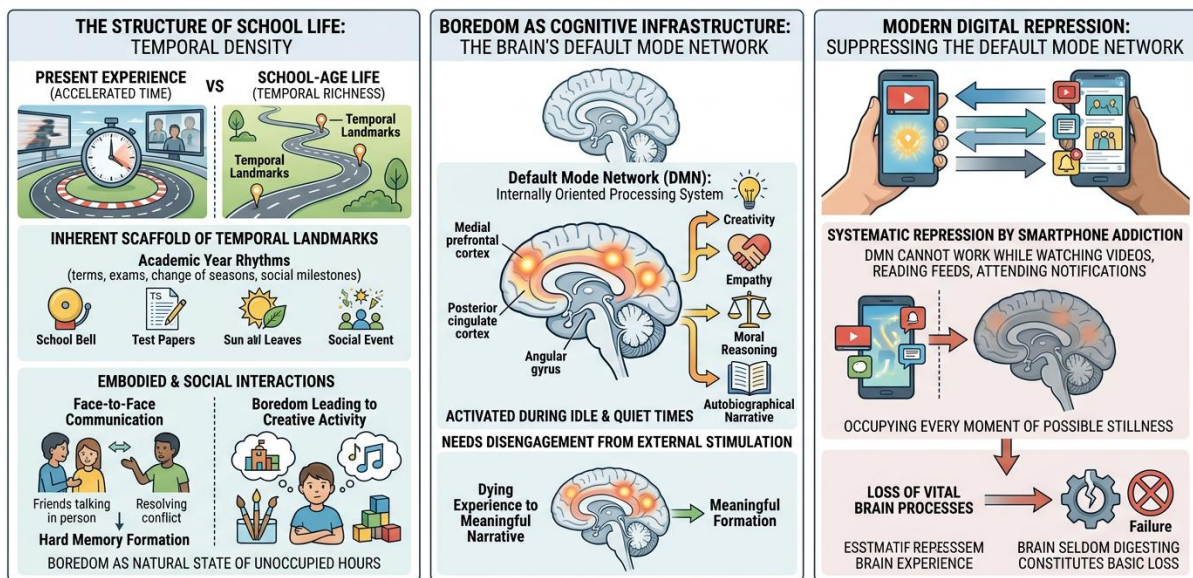 THE STRUCTURE OF SCHOOL LIFE:
TEMPORAL DENSITY
PRESENT EXPERIENCE
(ACCELERATED TIME)
VS
SCHOOL-AGE LIFE
(TEMPORAL RICHNESS)
Temporal
Landmarks
Temporal
Landmarks
INHERENT SCAFFOLD OF TEMPORAL LANDMARKS
Academic Year Rhythms
(terms, exams, change of seasons, social milestones)
TS
School Bell
Test Papers
Sun and Leaves
Social Event
EMBODIED & SOCIAL INTERACTIONS
Face-to-Face
Communication
Friends talking
in person
Resolving
conflict
Hard Memory Formation
Boredom Leading to
Creative Activity
BOREDOM AS NATURAL STATE OF UNOCCUPIED HOURS
BOREDOM AS COGNITIVE INFRASTRUCTURE:
THE BRAIN'S DEFAULT MODE NETWORK
Default Mode Network (DMN):
Internally Oriented Processing System
Medial
prefrontal
cortex
Posterior
cingulate
cortex
Angular
gyrus
Creativity
Empathy
Moral
Reasoning
Autobiographical
Narrative
ACTIVATED DURING IDLE & QUIET TIMES
NEEDS DISENGAGEMENT FROM EXTERNAL STIMULATION
Dying
Experience to
Meaningful
Narrative
Meaningful
Formation
MODERN DIGITAL REPRESSION:
SUPPRESSING THE DEFAULT MODE NETWORK
SYSTEMATIC REPRESSION BY SMARTPHONE ADDICTION
DMN CANNOT WORK WHILE WATCHING VIDEOS,
READING FEEDS, ATTENDING NOTIFICATIONS
OCCUPYING EVERY MOMENT OF POSSIBLE STILLNESS
LOSS OF VITAL
BRAIN PROCESSES
Failure
ESSTMATIF REPESSSEM
BRAIN EXPERIENCE
BRAIN SELDOM DIGESTING
CONSTITUTES BASIC LOSS